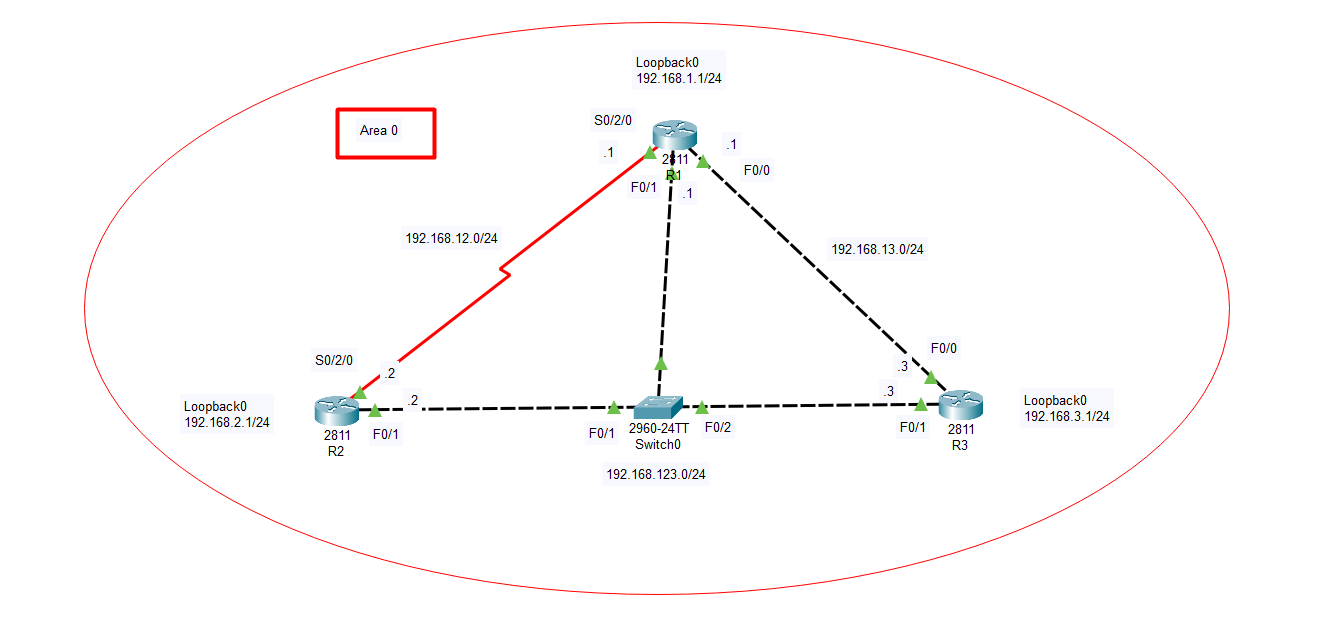 Loopback0
192.168.1.1/24
Area 0
S0/2/0
.1
.1
2811
R1
F0/0
F0/1
.1
192.168.12.0/24
192.168.13.0/24
S0/2/0
.2
F0/0
.3
.3
.2
Loopback0
192.168.2.1/24
Loopback0
192.168.3.1/24
2811
R2
F0/1
F0/1
2960-24TT
Switch0
F0/2
F0/1
2811
R3
192.168.123.0/24